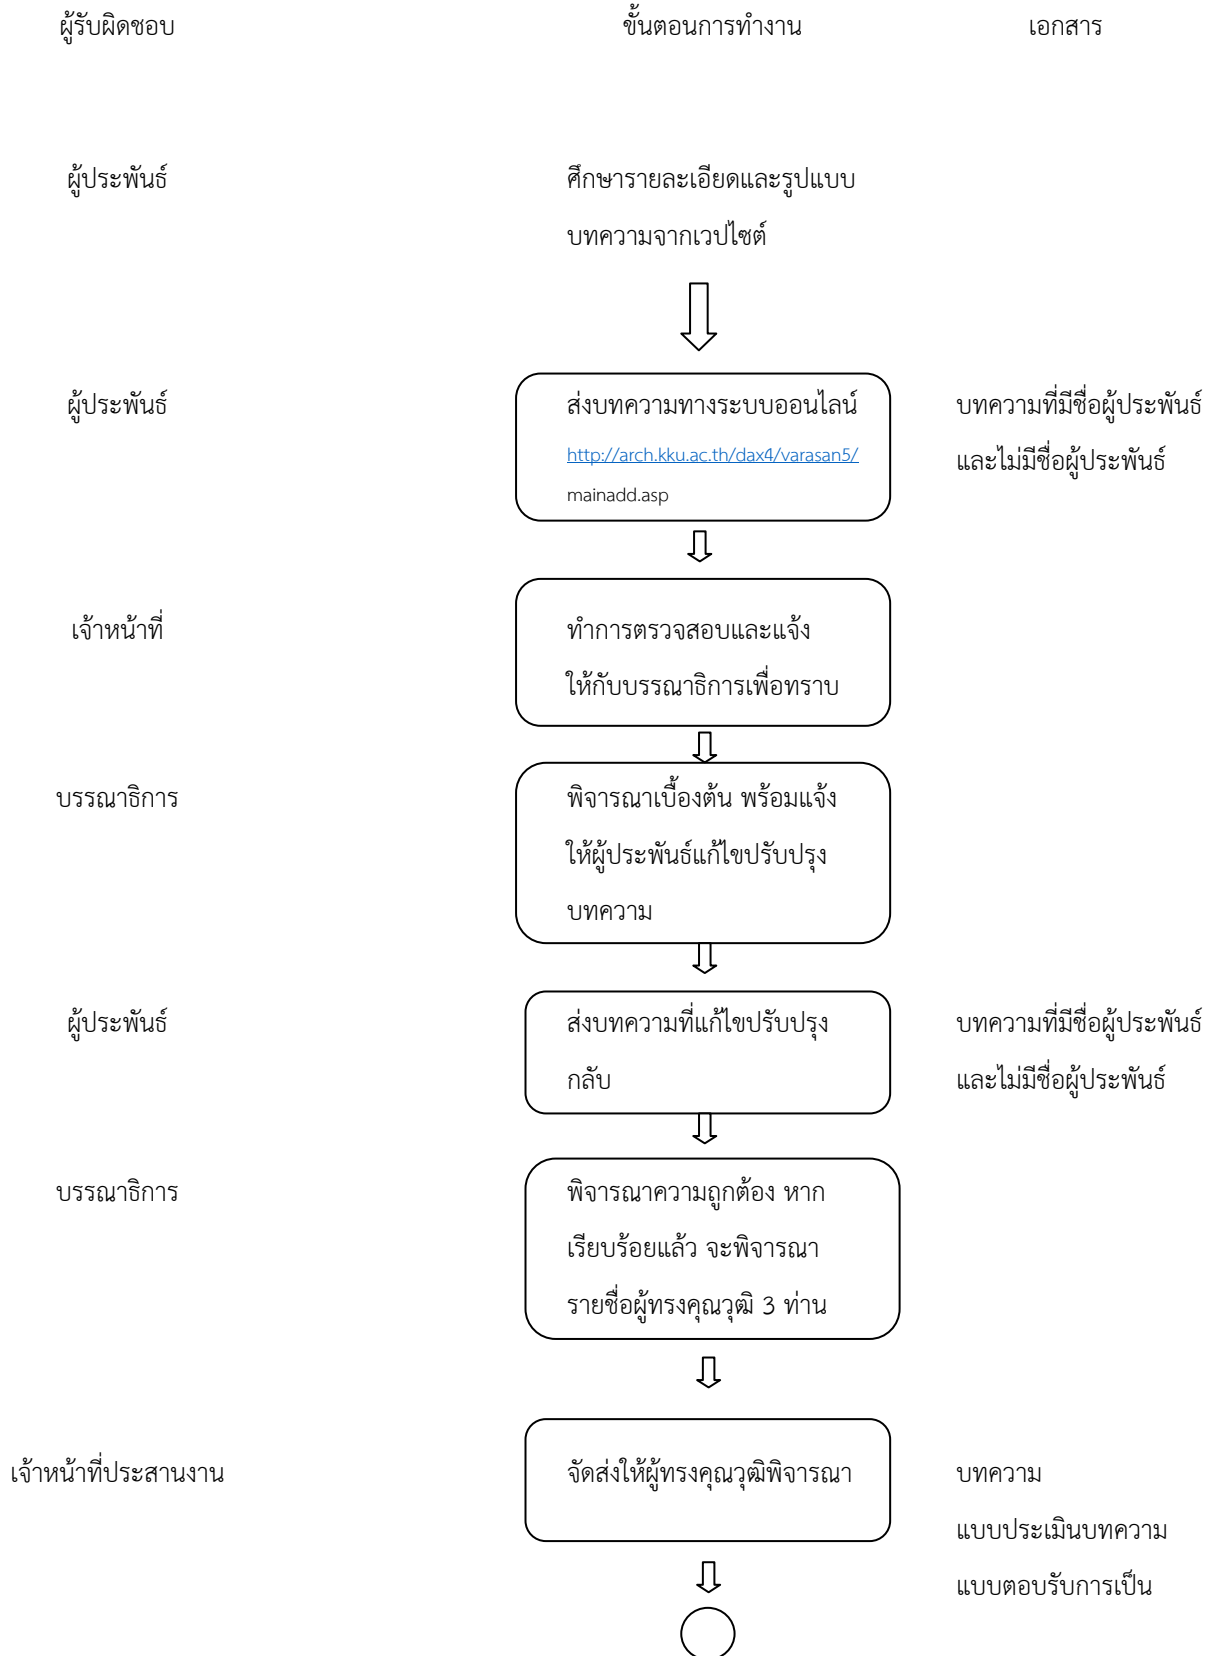 ผู้รับผิดชอบ ขั้นตอนการทำงาน เอกสาร
ผู้ประพันธ์ ศึกษารายละเอียดและรูปแบบ
บทความจากเวปไซต์
ผู้ประพันธ์ ส่งบทความทางระบบออนไลน์ บทความที่มีชื่อผู้ประพันธ์
http://arch.kku.ac.th/dax4/varasan5/ และไม่มีชื่อผู้ประพันธ์
mainadd.asp
เจ้าหน้าที่ ทำการตรวจสอบและแจ้ง
ให้กับบรรณาธิการเพื่อทราบ
บรรณาธิการ พิจารณาเบื้องต้น พร้อมแจ้ง
ให้ผู้ประพันธ์แก้ไขปรับปรุง
บทความ
ผู้ประพันธ์ ส่งบทความที่แก้ไขปรับปรุง บทความที่มีชื่อผู้ประพันธ์
กลับ และไม่มีชื่อผู้ประพันธ์
บรรณาธิการ พิจารณาความถูกต้อง หาก
เรียบร้อยแล้ว จะพิจารณา
รายชื่อผู้ทรงคุณวุฒิ 3 ท่าน
เจ้าหน้าที่ประสานงาน จัดส่งให้ผู้ทรงคุณวุฒิพิจารณา บทความ
แบบประเมินบทความ
แบบตอบรับการเป็น